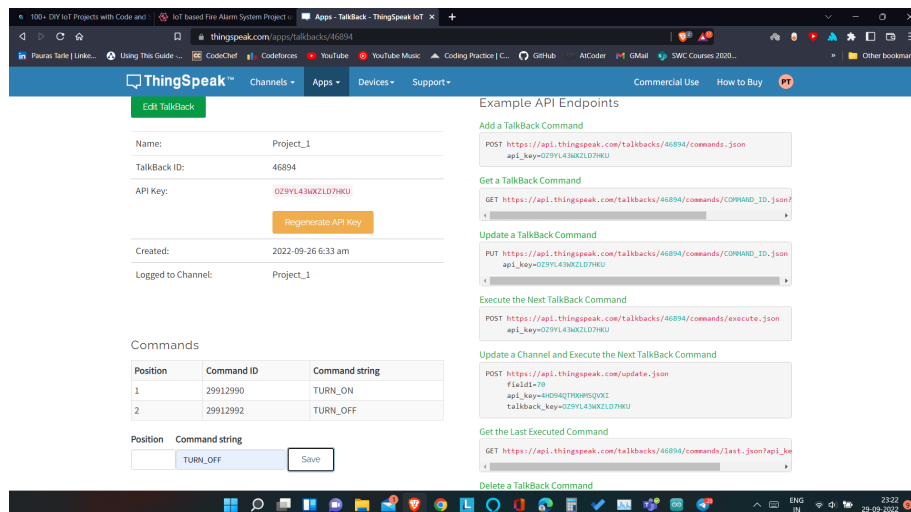 100+ DIY IoT Projects with Code and
IoT based Fire Alarm System Project u
Apps - TalkBack - ThingSpeak IoT
thingspeak.com/apps/talkbacks/46894
Pauras Tarle | Linke...
Using This Guide -...
CodeChef
Codeforces
YouTube
YouTube Music
Coding Practice | C...
GitHub
AtCoder
GMail
SWC Courses 2020...
Other bookmar
ThingSpeak™
Channels
Apps
Devices
Support
Commercial Use
How to Buy
PT
Edit TalkBack
Name: Project_1
TalkBack ID: 46894
API Key: OZ9YL43WXZLD7HKU
Regenerate API Key
Created: 2022-09-26 6:33 am
Logged to Channel: Project_1
Commands
Position Command ID Command string
1 29912990 TURN_ON
2 29912992 TURN_OFF
Position Command string
TURN_OFF Save
Example API Endpoints
Add a TalkBack Command
POST https://api.thingspeak.com/talkbacks/46894/commands.json
api_key=OZ9YL43WXZLD7HKU
Get a TalkBack Command
GET https://api.thingspeak.com/talkbacks/46894/commands/COMMAND_ID.json?
Update a TalkBack Command
PUT https://api.thingspeak.com/talkbacks/46894/commands/COMMAND_ID.json
api_key=OZ9YL43WXZLD7HKU
Execute the Next TalkBack Command
POST https://api.thingspeak.com/talkbacks/46894/commands/execute.json
api_key=OZ9YL43WXZLD7HKU
Update a Channel and Execute the Next TalkBack Command
POST https://api.thingspeak.com/update.json
field1=70
api_key=4HD94QTMXHMSQVXI
talkback_key=OZ9YL43WXZLD7HKU
Get the Last Executed Command
GET https://api.thingspeak.com/talkbacks/46894/commands/last.json?api_ke
Delete a TalkBack Command
ENG
IN
23:22
29-09-2022